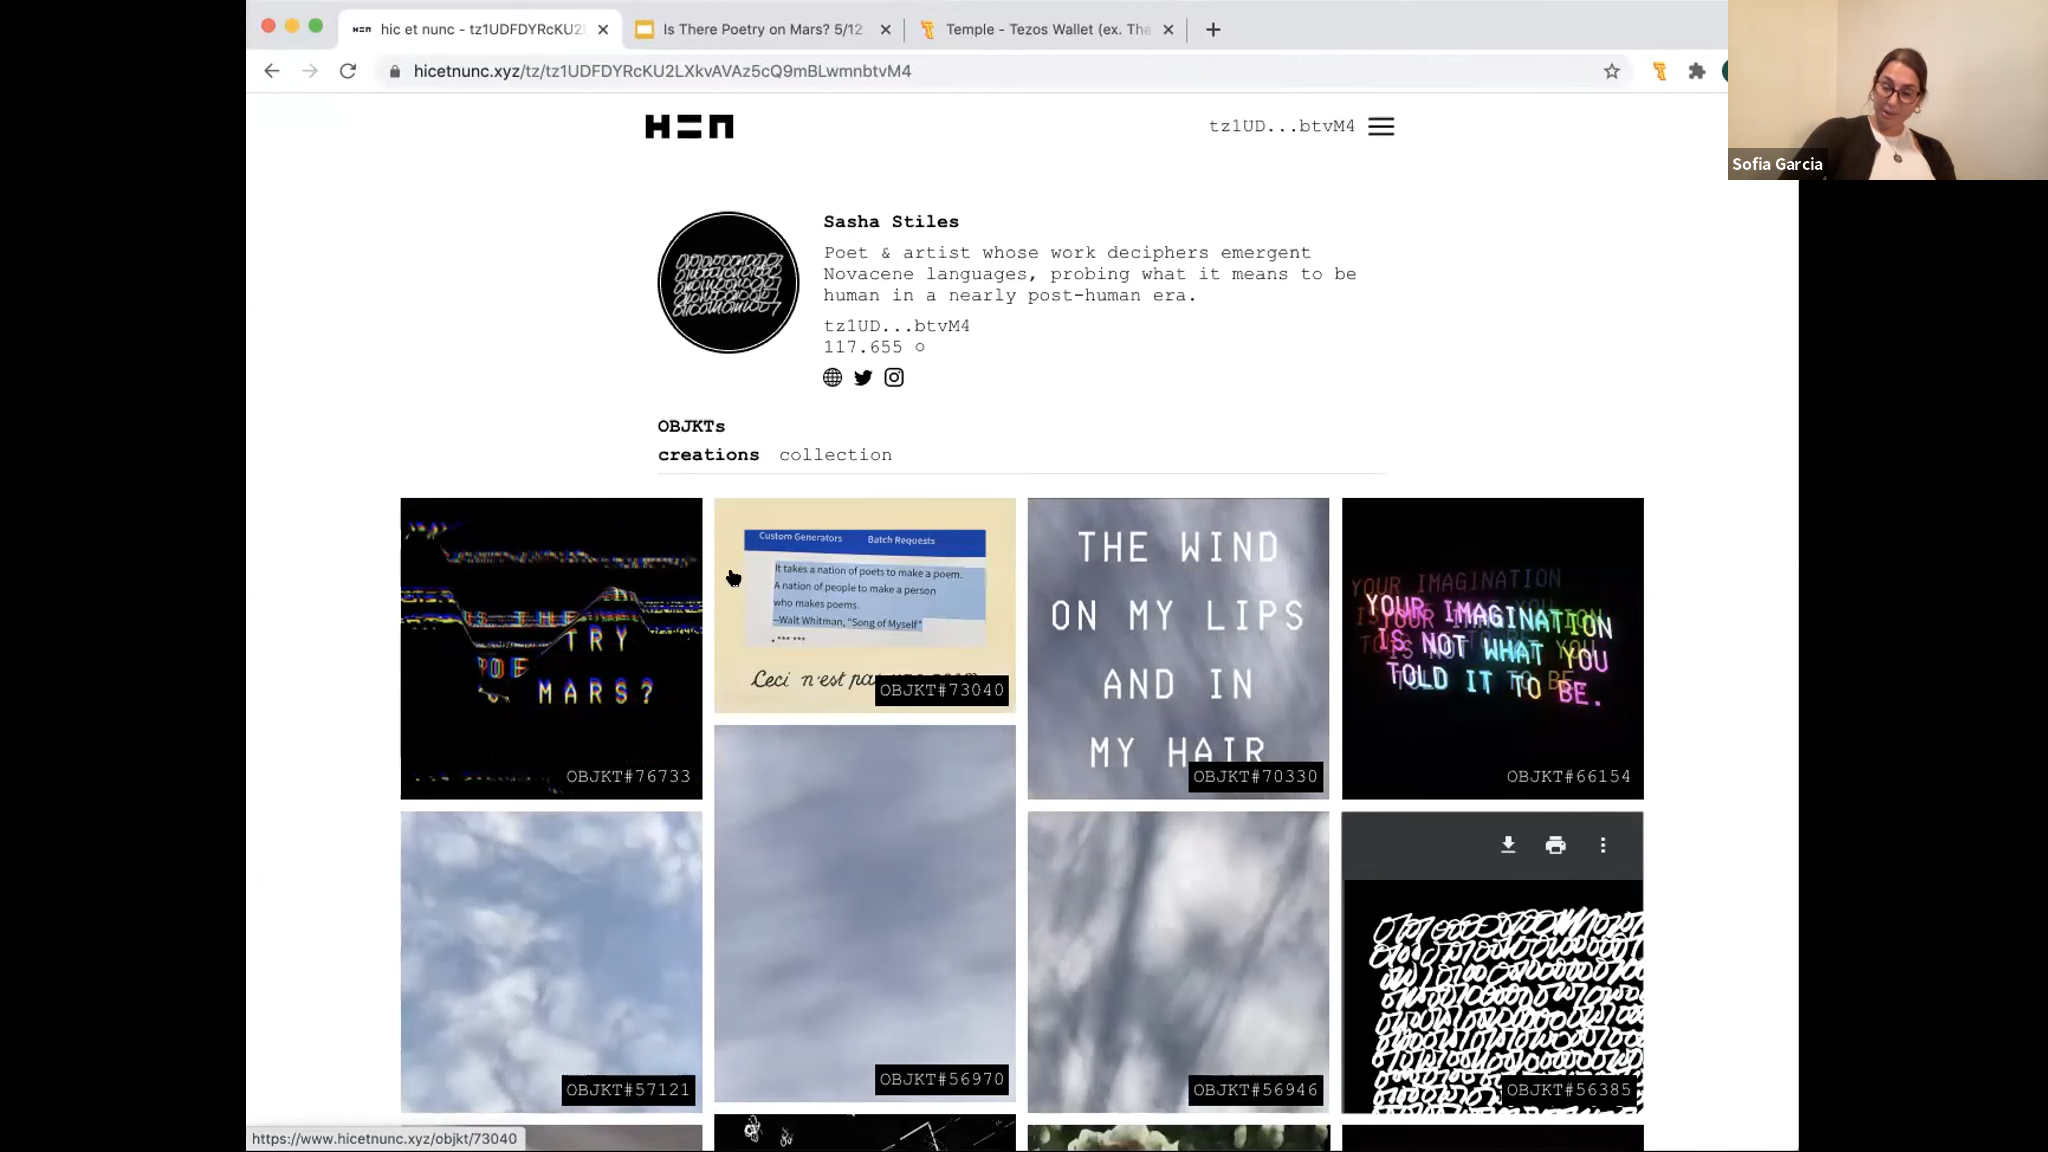 hic et nunc - tz1UDFDYRcKU2
Is There Poetry on Mars? 5/12
Temple - Tezos Wallet (ex. Tha
hicetnunc.xyz/tz/tz1UDFDYRcKU2LXkvAVAz5cQ9mBLwmnbtvM4
Sofia Garcia
tz1UD...btvM4
Sasha Stiles
Poet & artist whose work deciphers emergent
Novacene languages, probing what it means to be
human in a nearly post-human era.
tz1UD...btvM4
117.655
OBJKTs
creations collection
TRY
MARS?
OBJKT#76733
Custom Generators Batch Requests
It takes a nation of poets to make a poem.
A nation of people to make a person
who makes poems.
—Walt Whitman, "Song of Myself"
Ceci n'est pas
OBJKT#73040
THE WIND
ON MY LIPS
AND IN
MY HAIR
OBJKT#70330
YOUR IMAGINATION
YOUR IMAGINATION
IS NOT WHAT YOU
TOLD IT TO BE.
OBJKT#66154
OBJKT#57121
OBJKT#56970
OBJKT#56946
OBJKT#56385
https://www.hicetnunc.xyz/objkt/73040